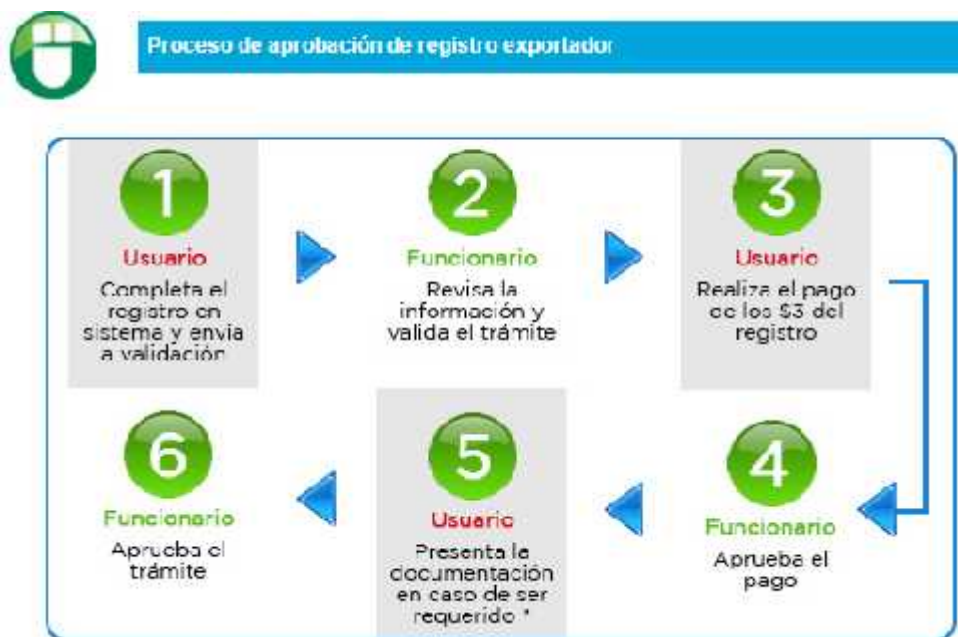 Proceso de aprobación de registro exportador
1
Usuario
Completa el
registro en
sistema y envia
a validación
2
Funcionario
Revisa la
información y
valida el trámite
3
Usuario
Realiza el pago
de los $3 del
registro
4
Funcionario
Aprueba el
pago
5
Usuario
Presenta la
documentación
en caso de ser
requerido *
6
Funcionario
Aprueba el
trámite